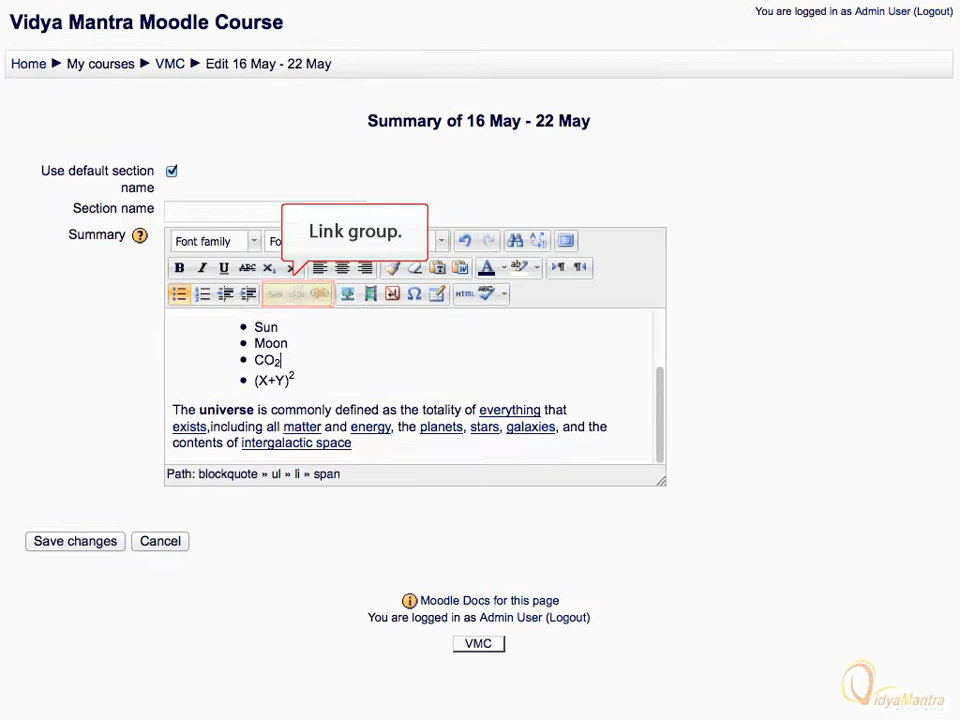 Vidya Mantra Moodle Course
You are logged in as Admin User (Logout)
Home ► My courses ► VMC ► Edit 16 May - 22 May
Summary of 16 May - 22 May
Use default section name
Section name
Link group.
Summary
Font family
Fo
B I U ABC
HTML ABC
• Sun
• Moon
• CO₂
• (X+Y)²
The universe is commonly defined as the totality of everything that
exists,including all matter and energy, the planets, stars, galaxies, and the
contents of intergalactic space
Path: blockquote » ul » li » span
Save changes Cancel
Moodle Docs for this page
You are logged in as Admin User (Logout)
VMC
VidyaMantra